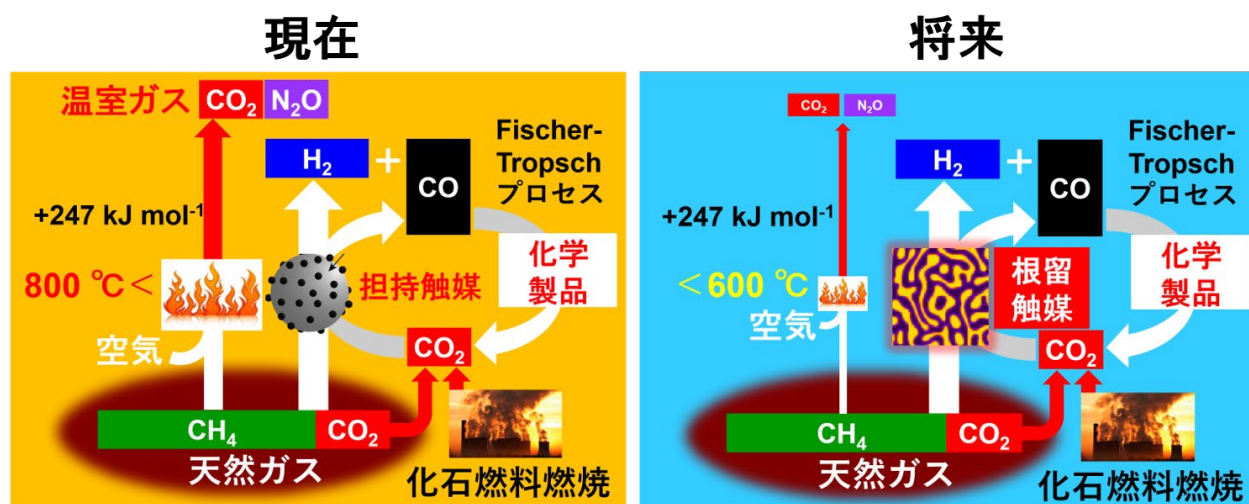 現在
温室ガス CO₂ N₂O
H₂ + CO
Fischer-
Tropsch
プロセス
+247 kJ mol⁻¹
800 ℃<
担持触媒
化学
製品
空気
CO₂
CH₄ CO₂
天然ガス
化石燃料燃焼
将来
CO₂ N₂O
H₂ + CO
Fischer-
Tropsch
プロセス
+247 kJ mol⁻¹
<600 ℃
根留
触媒
化学
製品
空気
CO₂
CH₄ CO₂
天然ガス
化石燃料燃焼